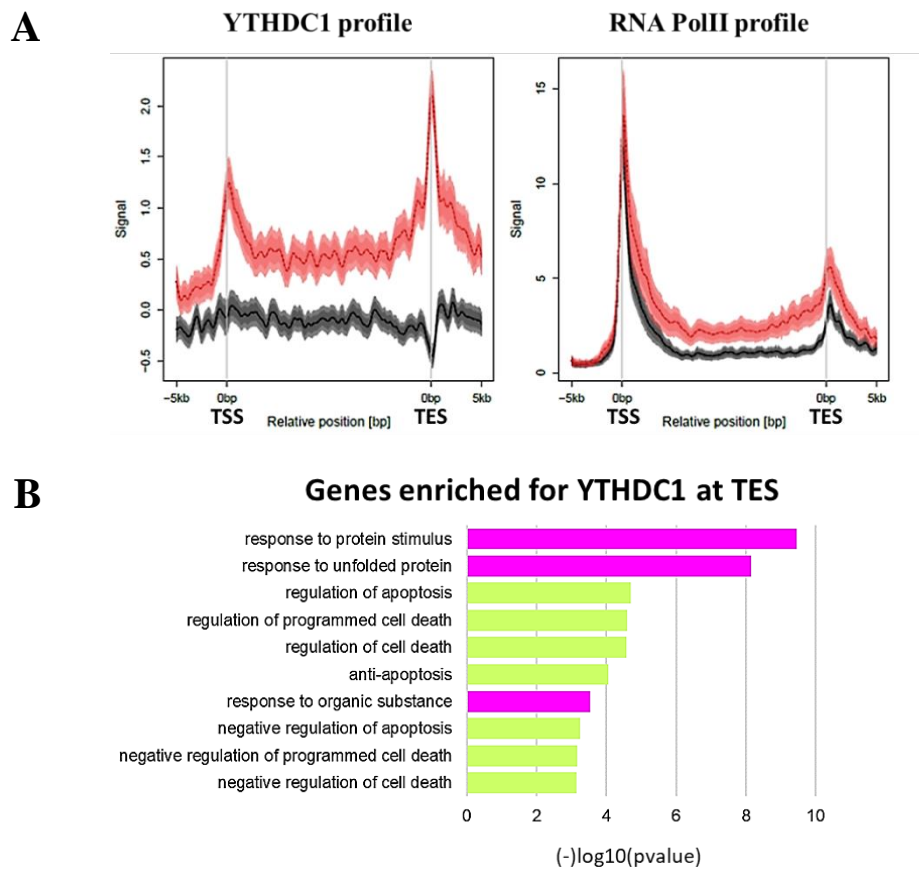 A
YTHDC1 profile
RNA PolII profile
2.0
1.5
1.0
0.5
0.0
-0.5
Signal
−5kb
0bp
0bp
5kb
TSS
TES
Relative position [bp]
15
10
5
0
Signal
−5kb
0bp
0bp
5kb
TSS
TES
Relative position [bp]
B
Genes enriched for YTHDC1 at TES
response to protein stimulus
response to unfolded protein
regulation of apoptosis
regulation of programmed cell death
regulation of cell death
anti-apoptosis
response to organic substance
negative regulation of apoptosis
negative regulation of programmed cell death
negative regulation of cell death
0 2 4 6 8 10
(-)log10(pvalue)